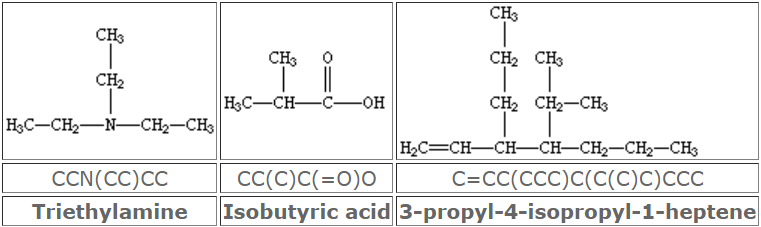 CH₃
CH₂
H₃C—CH₂—N—CH₂—CH₃
CH₃ O
H₃C—CH—C—OH
CH₃
CH₂ CH₃
CH₂ CH—CH₃
H₂C=CH—CH—CH—CH₂—CH₂—CH₃
CCN(CC)CC
CC(C)C(=O)O
C=CC(CCC)C(C(C)C)CCC
Triethylamine
Isobutyric acid
3-propyl-4-isopropyl-1-heptene